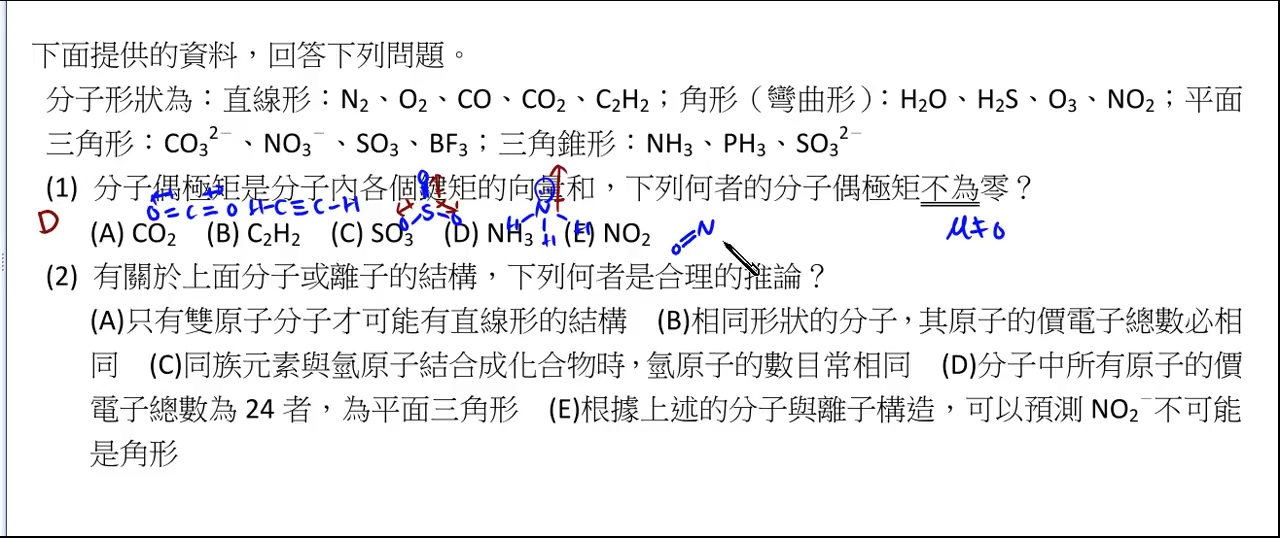 下面提供的資料，回答下列問題。
分子形狀為：直線形：N₂、O₂、CO、CO₂、C₂H₂；角形（彎曲形）：H₂O、H₂S、O₃、NO₂；平面
三角形：CO₃²⁻、NO₃⁻、SO₃、BF₃；三角錐形：NH₃、PH₃、SO₃²⁻
(1) 分子偶極矩是分子內各個鍵矩的向量和，下列何者的分子偶極矩不為零？
O=C=O H-C≡C-H O S O O N H H H
D
(A) CO₂ (B) C₂H₂ (C) SO₃ (D) NH₃ (E) NO₂ O=N μ≠0
(2) 有關於上面分子或離子的結構，下列何者是合理的推論？
(A)只有雙原子分子才可能有直線形的結構 (B)相同形狀的分子，其原子的價電子總數必相
同 (C)同族元素與氫原子結合成化合物時，氫原子的數目常相同 (D)分子中所有原子的價
電子總數為 24 者，為平面三角形 (E)根據上述的分子與離子構造，可以預測 NO₂⁻不可能
是角形